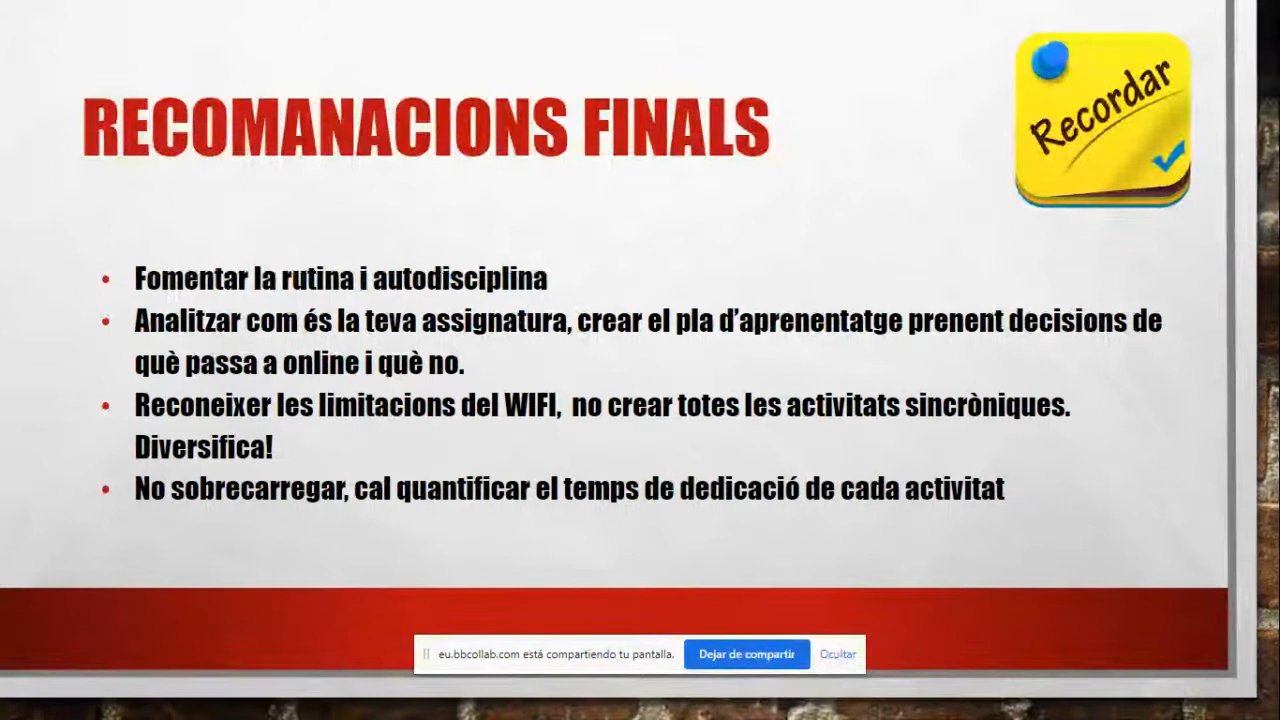 Recordar
RECOMANACIONS FINALS
• Fomentar la rutina i autodisciplina
• Analitzar com és la teva assignatura, crear el pla d’aprenentatge prenent decisions de
què passa a online i què no.
• Reconeixer les limitacions del WIFI,  no crear totes les activitats sincròniques.
Diversifica!
• No sobrecarregar, cal quantificar el temps de dedicació de cada activitat
eu.bbcollab.com está compartiendo tu pantalla. Dejar de compartir Ocultar